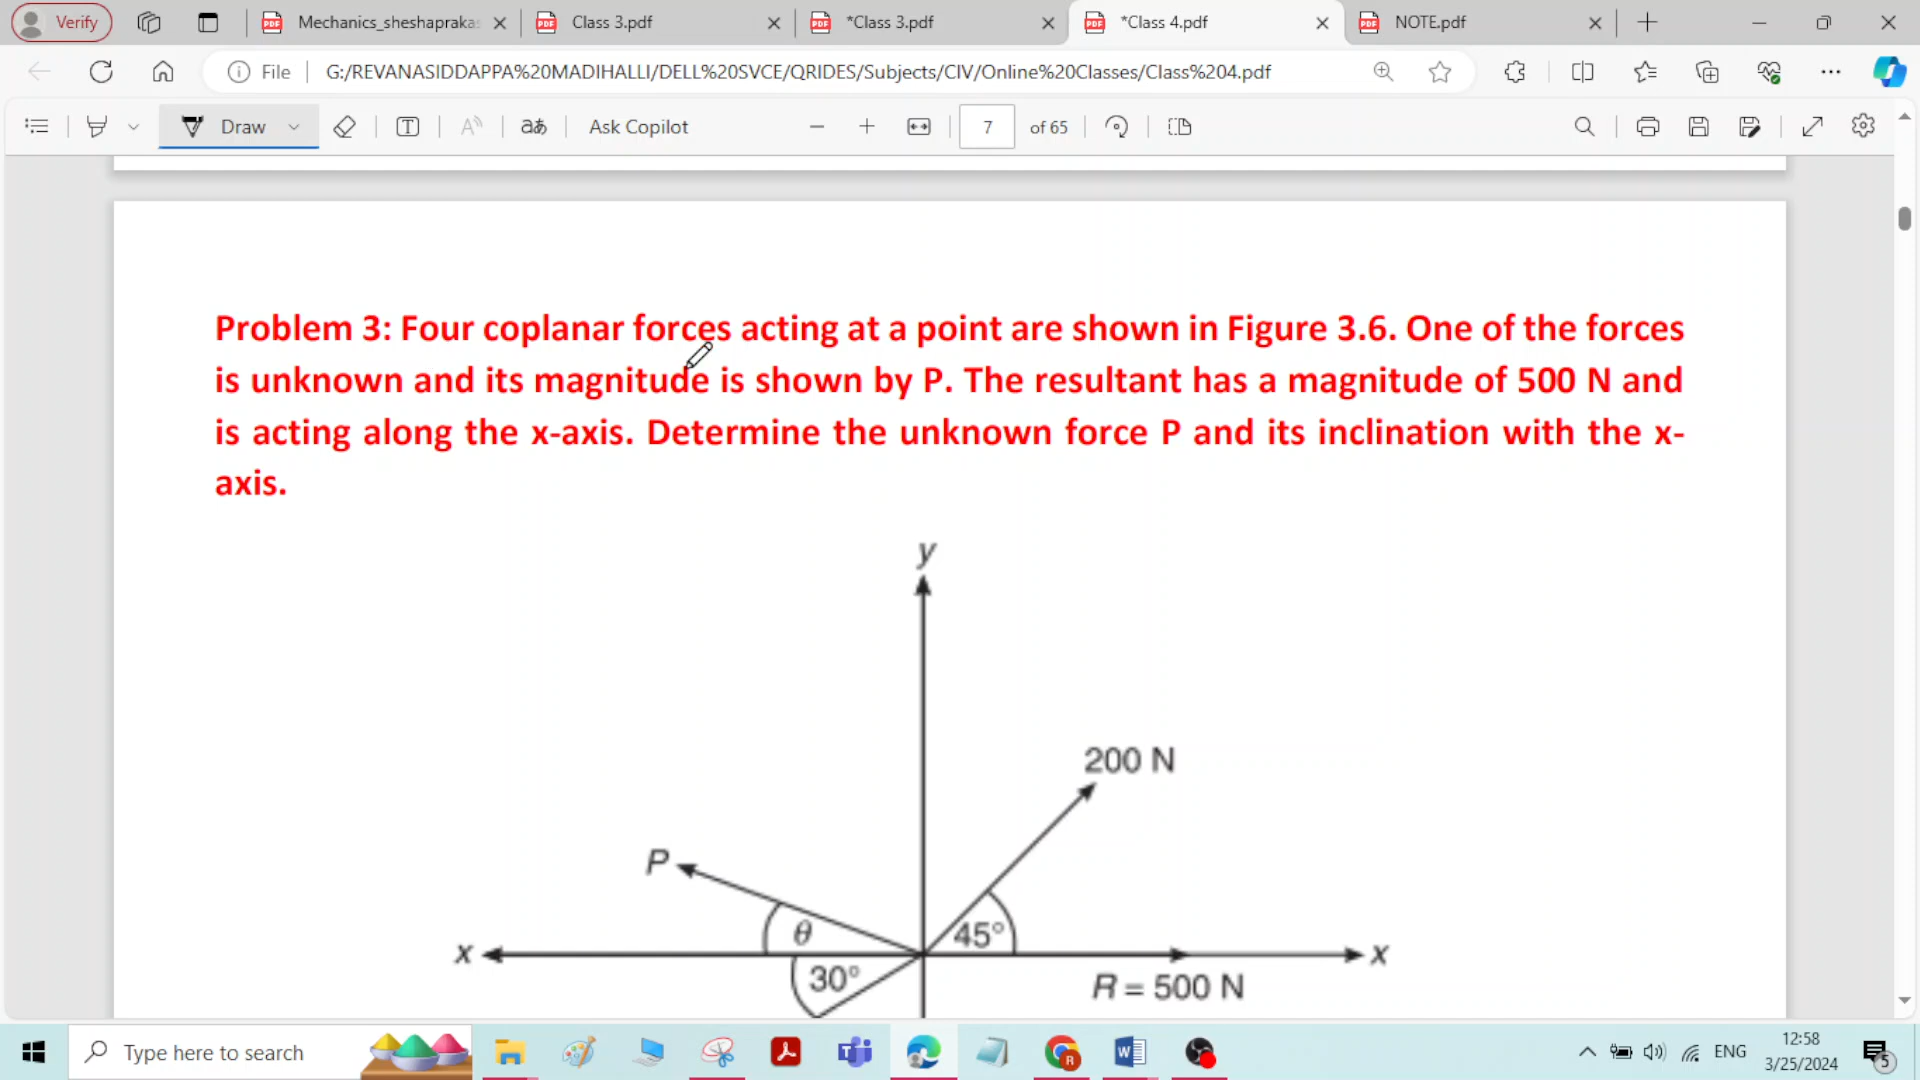 Verify
Mechanics_sheshapraka
Class 3.pdf
*Class 3.pdf
*Class 4.pdf
NOTE.pdf
File
G:/REVANASIDDAPPA%20MADIHALLI/DELL%20SVCE/QRIDES/Subjects/CIV/Online%20Classes/Class%204.pdf
Draw
Ask Copilot
7 of 65
Problem 3: Four coplanar forces acting at a point are shown in Figure 3.6. One of the forces
is unknown and its magnitude is shown by P. The resultant has a magnitude of 500 N and
is acting along the x-axis. Determine the unknown force P and its inclination with the x-
axis.
y
200 N
P
θ
45°
x
x
30°
R = 500 N
Type here to search
ENG
12:58
3/25/2024
5